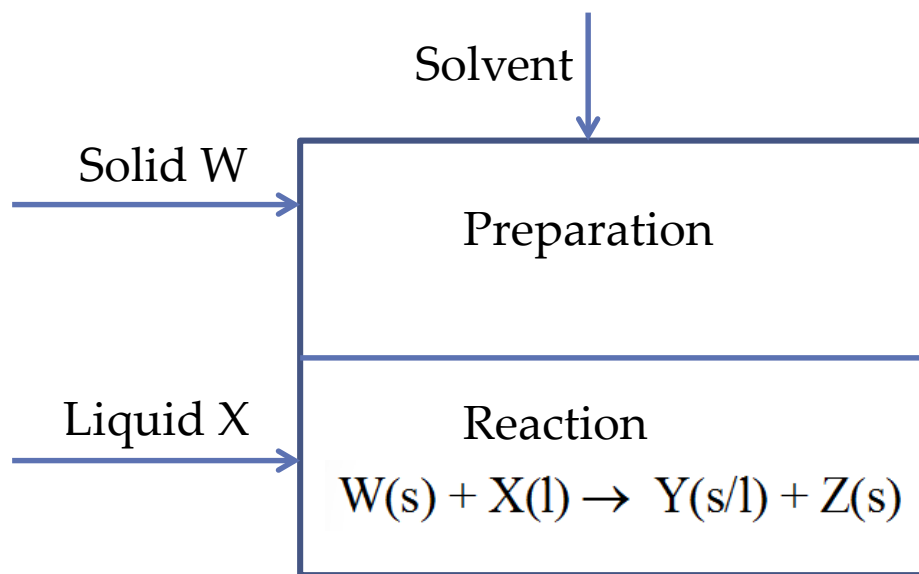 Solvent
Solid W
Preparation
Liquid X
Reaction
W(s) + X(l) → Y(s/l) + Z(s)